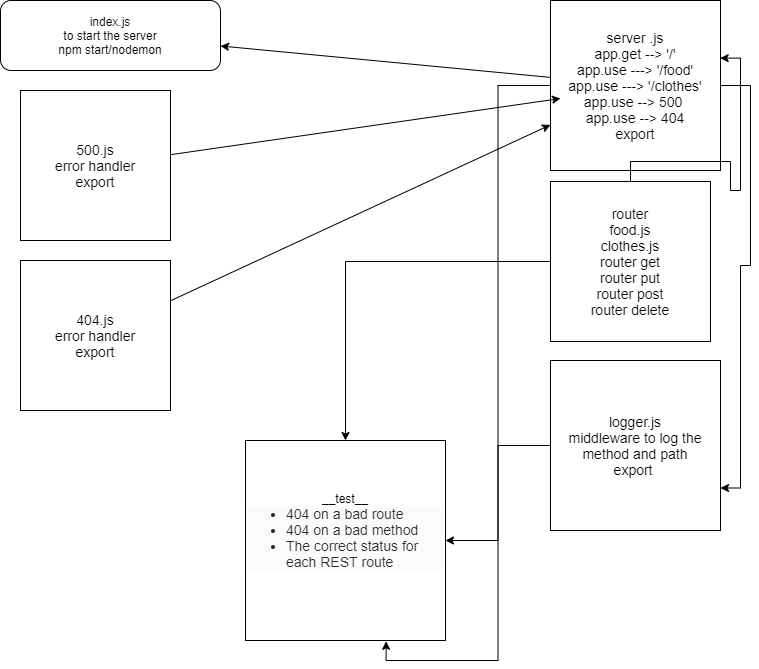 index.js
to start the server
npm start/nodemon
server .js
app.get --> '/'
app.use ---> '/food'
app.use ---> '/clothes'
app.use --> 500
app.use --> 404
export
500.js
error handler
export
router
food.js
clothes.js
router get
router put
router post
router delete
404.js
error handler
export
logger.js
middleware to log the
method and path
export
__test__
• 404 on a bad route
• 404 on a bad method
• The correct status for
each REST route